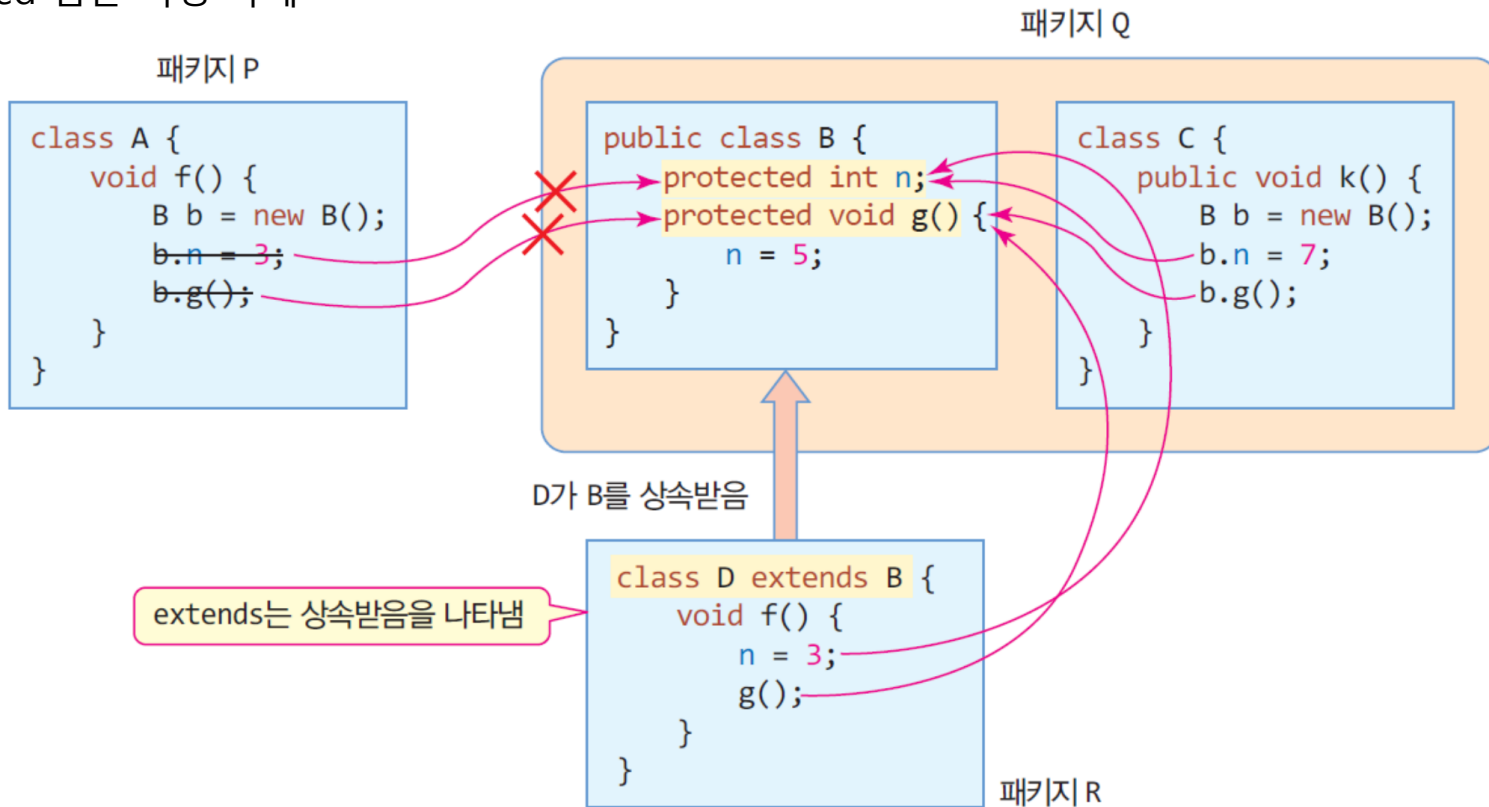 패키지 Q
패키지 P
class A {
void f() {
B b = new B();
b.n = 3;
b.g();
}
}
public class B {
protected int n;
protected void g() {
n = 5;
}
}
class C {
public void k() {
B b = new B();
b.n = 7;
b.g();
}
}
D가 B를 상속받음
extends는 상속받음을 나타냄
class D extends B {
void f() {
n = 3;
g();
}
}
패키지 R